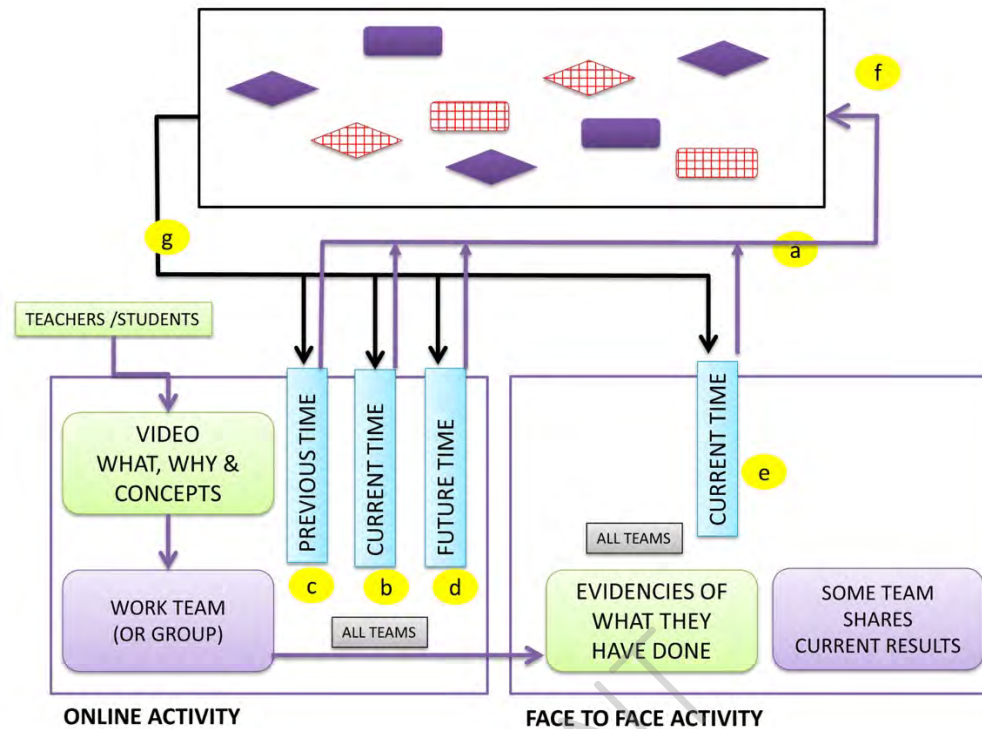 f
g
a
TEACHERS /STUDENTS
VIDEO
WHAT, WHY &
CONCEPTS
PREVIOUS TIME
CURRENT TIME
FUTURE TIME
CURRENT TIME
e
c
b
d
ALL TEAMS
WORK TEAM
(OR GROUP)
ALL TEAMS
EVIDENCIES OF
WHAT THEY
HAVE DONE
SOME TEAM
SHARES
CURRENT RESULTS
ONLINE ACTIVITY
FACE TO FACE ACTIVITY